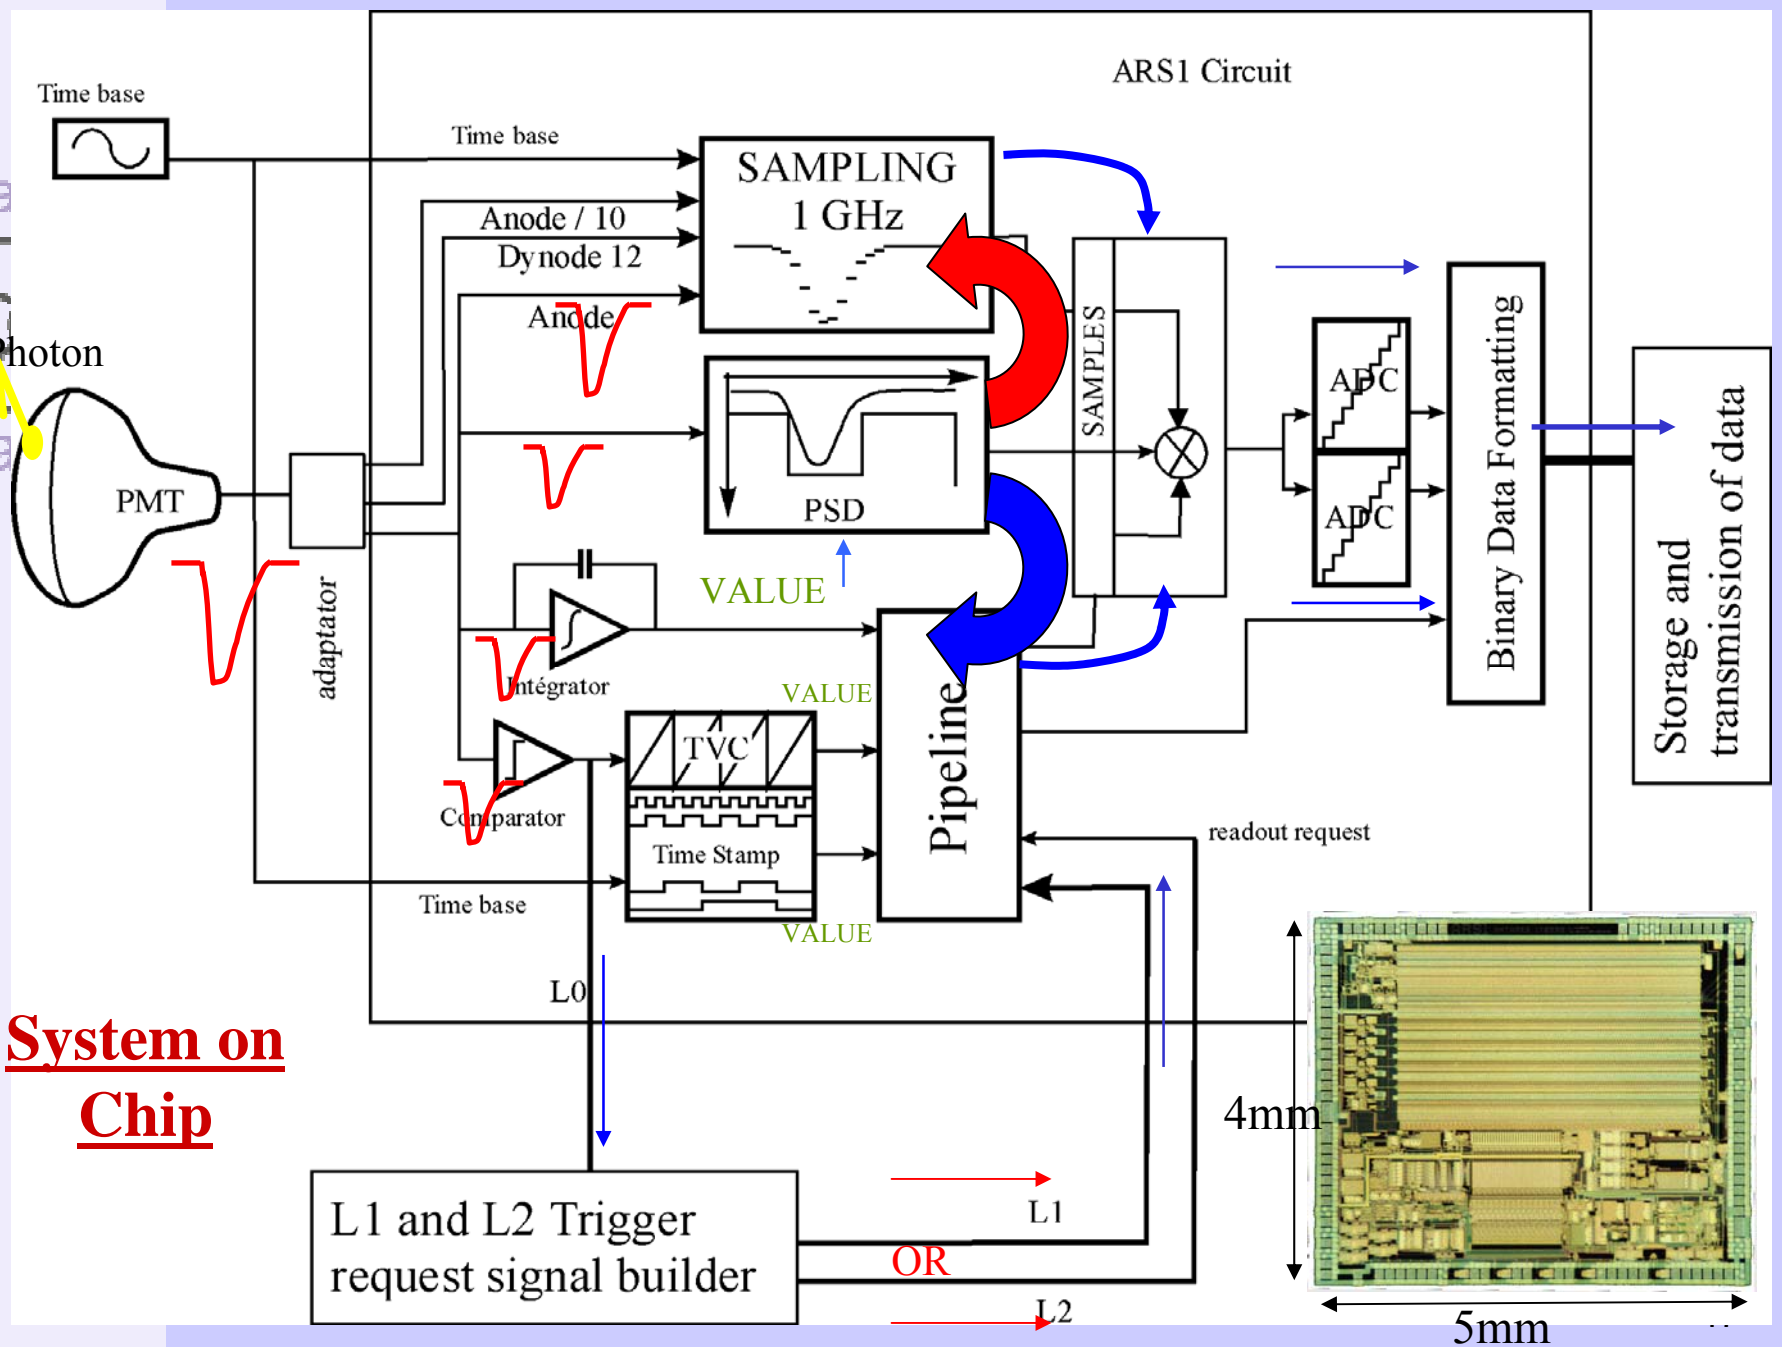 ARS1 Circuit
Time base
Time base
SAMPLING
1 GHz
Anode / 10
Dynode 12
Anode
hoton
PMT
adaptator
PSD
SAMPLES
ADC
ADC
Binary Data Formatting
Storage and
transmission of data
VALUE
Intégrator
VALUE
TVC
Comparator
Time Stamp
Pipeline
readout request
Time base
VALUE
L0
System on
Chip
4mm
L1 and L2 Trigger
request signal builder
L1
OR
L2
5mm